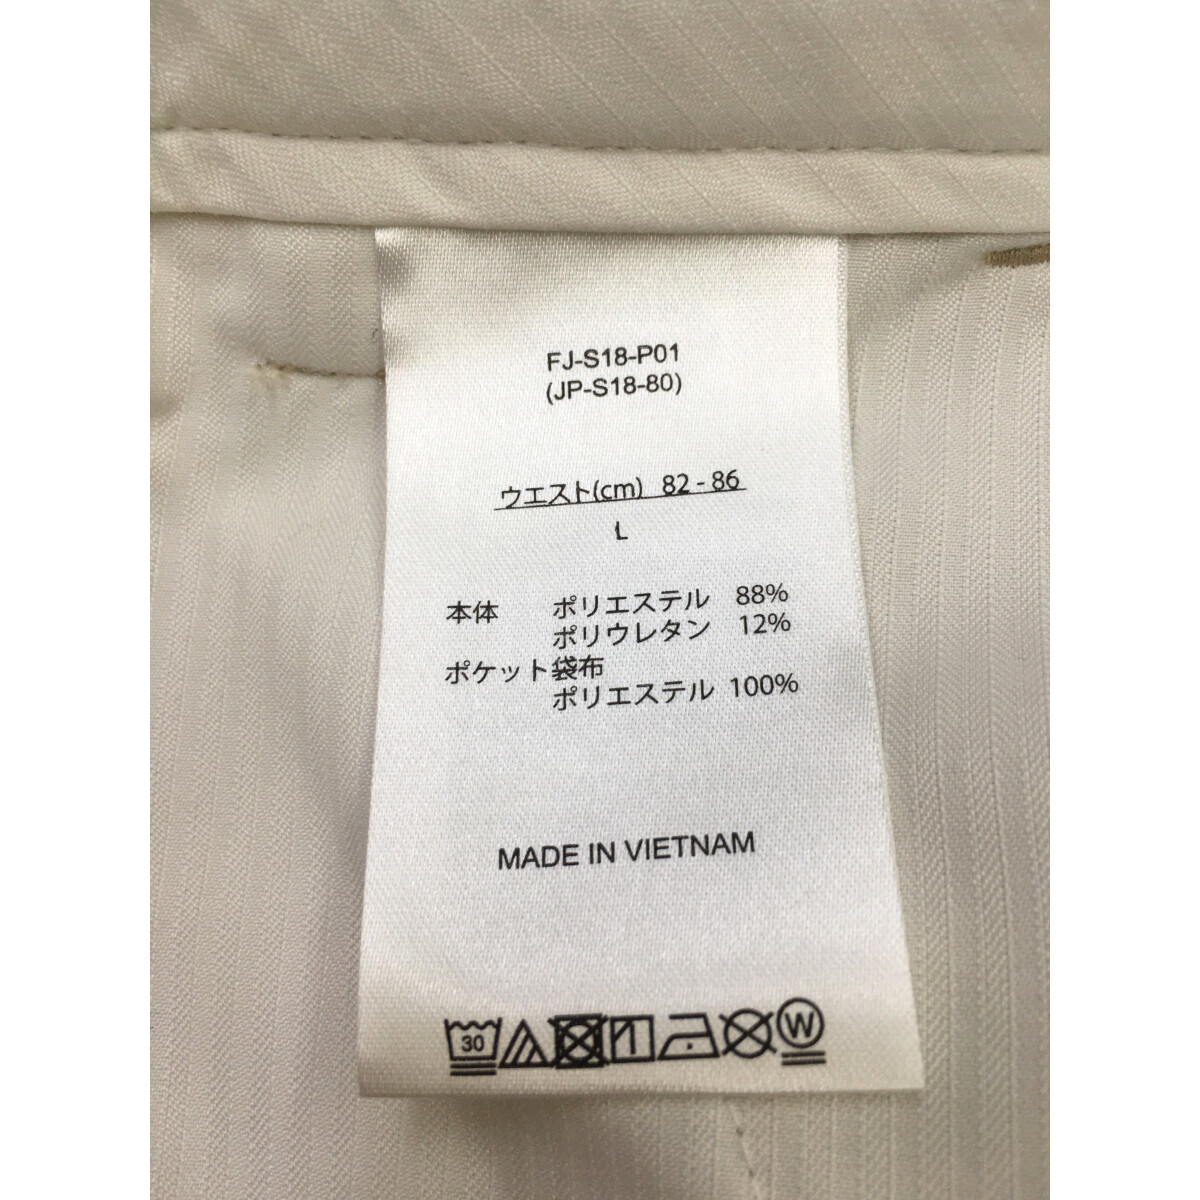 FJ-S18-P01
(JP-S18-80)
ウエスト(cm) 82 - 86
L
本体 ポリエステル 88%
ポリウレタン 12%
ポケット袋布
ポリエステル 100%
MADE IN VIETNAM
30 W